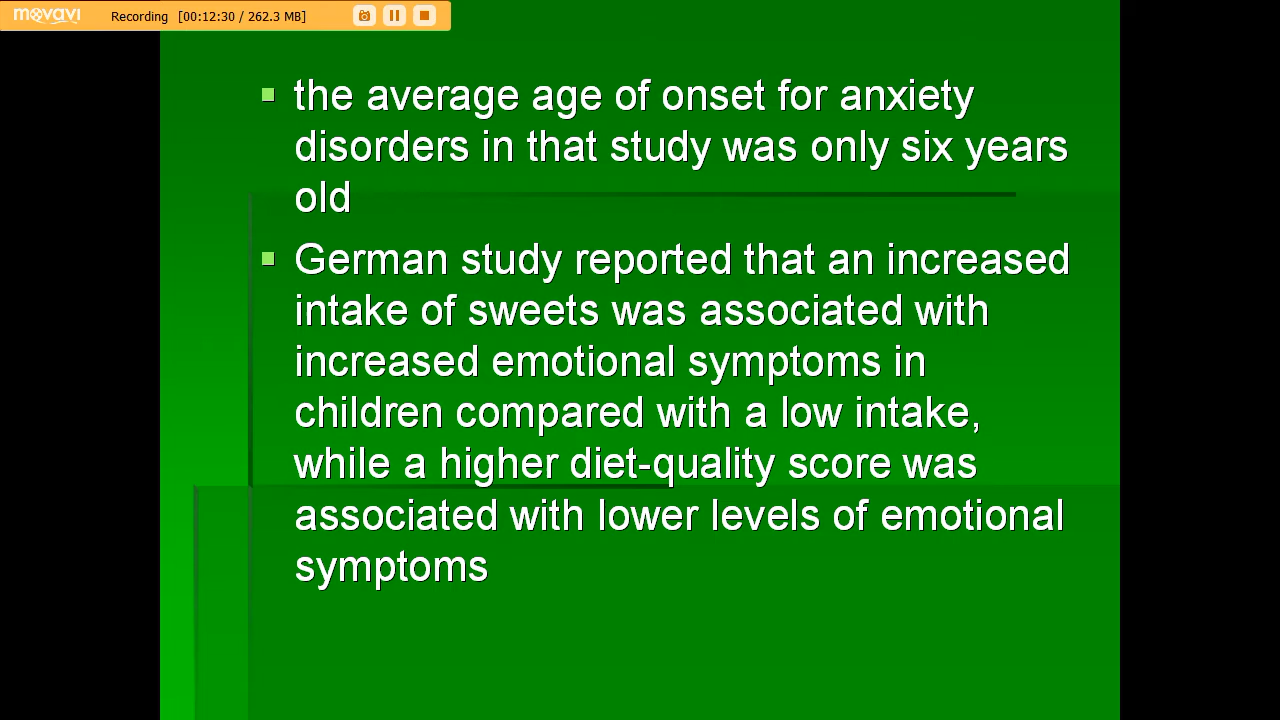 movavi Recording [00:12:30 / 262.3 MB]
the average age of onset for anxiety
disorders in that study was only six years
old
German study reported that an increased
intake of sweets was associated with
increased emotional symptoms in
children compared with a low intake,
while a higher diet-quality score was
associated with lower levels of emotional
symptoms